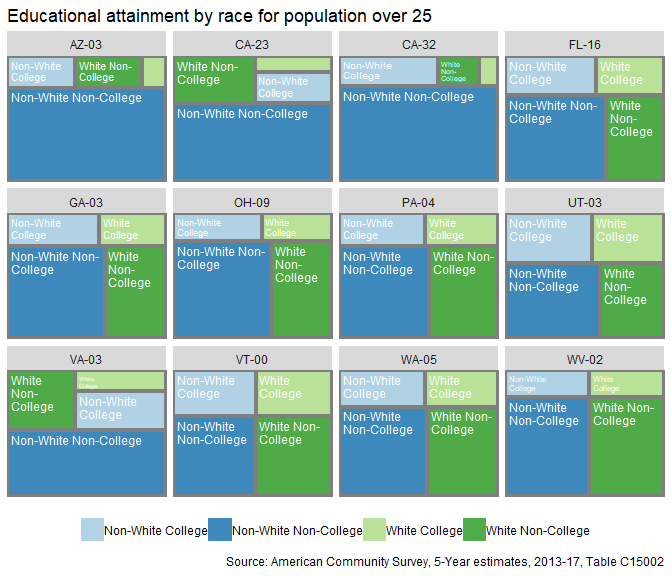 Educational attainment by race for population over 25
AZ-03
Non-White
College
White Non-
College
Non-White Non-College
CA-23
White Non-
College
Non-White
College
Non-White Non-College
CA-32
Non-White
College
White
Non-
College
Non-White Non-College
FL-16
Non-White
College
White
College
Non-White Non-
College
White
Non-
College
GA-03
Non-White
College
White
College
Non-White Non-
College
White
Non-
College
OH-09
Non-White
College
White
College
Non-White Non-
College
White
Non-
College
PA-04
Non-White
College
White
College
Non-White Non-
College
White Non-
College
UT-03
Non-White
College
White
College
Non-White Non-
College
White
Non-
College
VA-03
White
Non-
College
White
College
Non-White
College
Non-White Non-College
VT-00
Non-White
College
White
College
Non-White Non-
College
White Non-
College
WA-05
Non-White
College
White
College
Non-White Non-
College
White Non-
College
WV-02
Non-White
College
White
College
Non-White Non-
College
White Non-
College
Non-White College Non-White Non-College White College White Non-College
Source: American Community Survey, 5-Year estimates, 2013-17, Table C15002